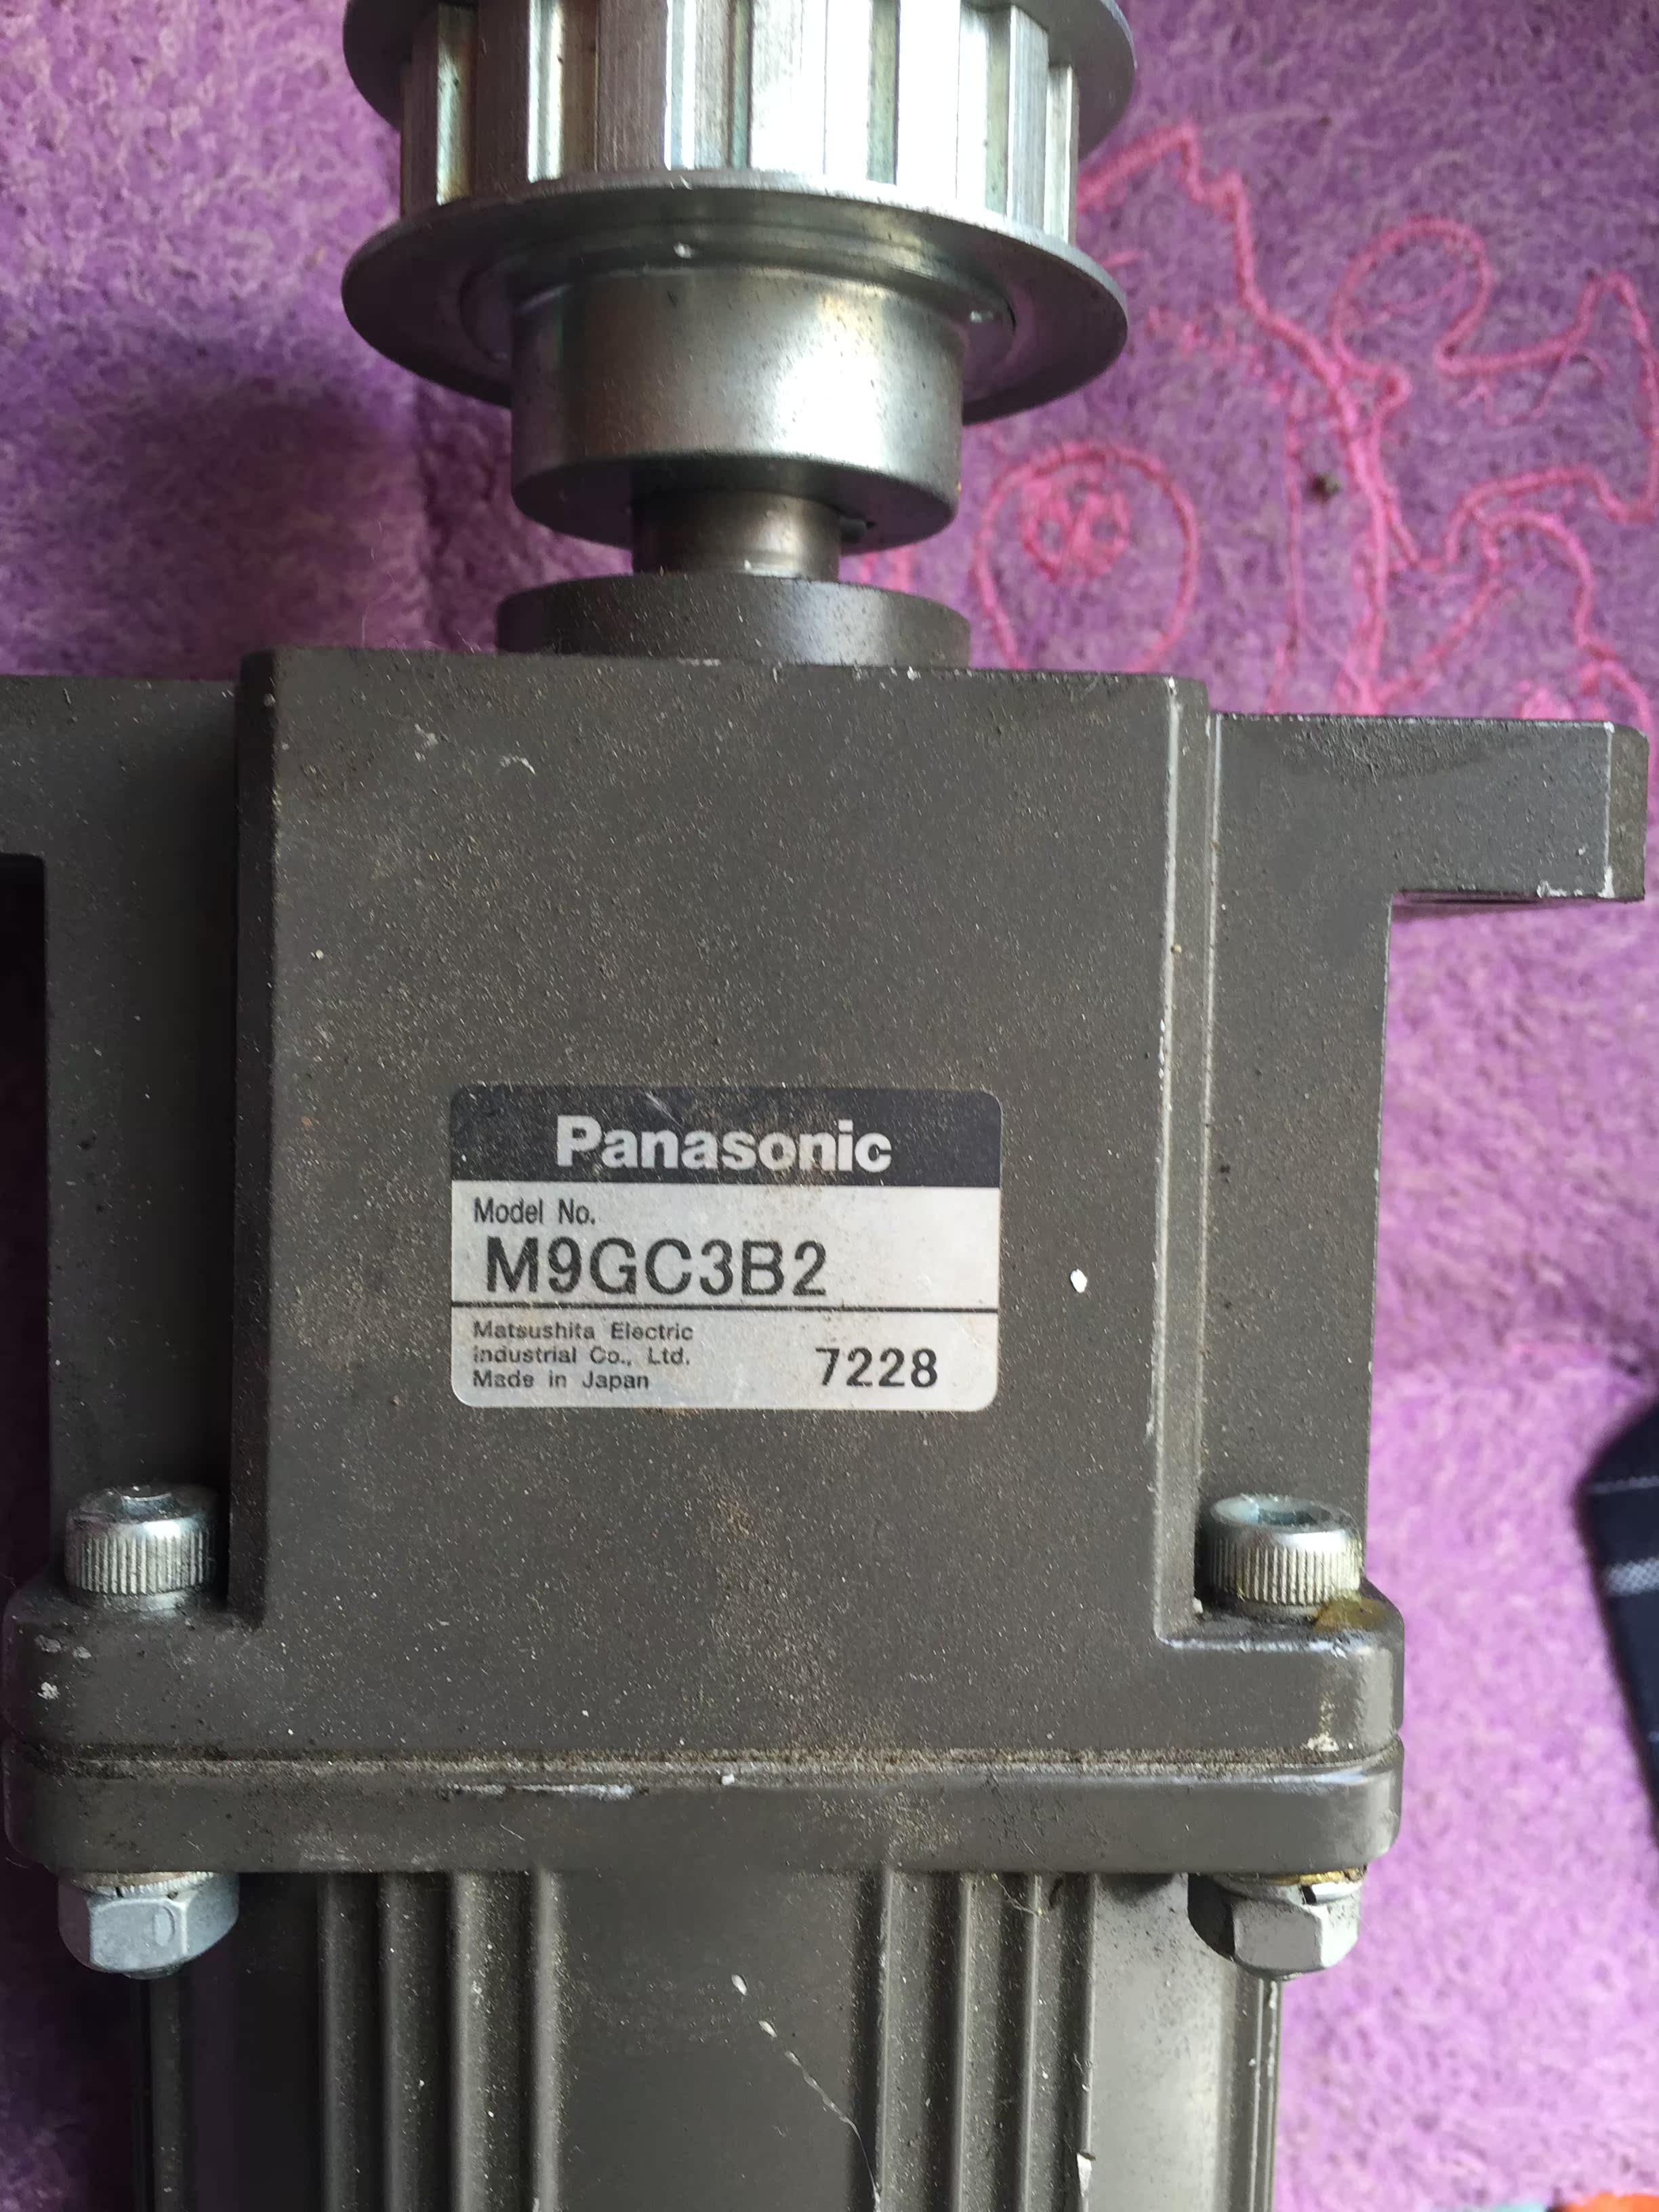 Panasonic
Model No.
M9GC3B2
Matsushita Electric
Industrial Co., Ltd.
Made in Japan
7228